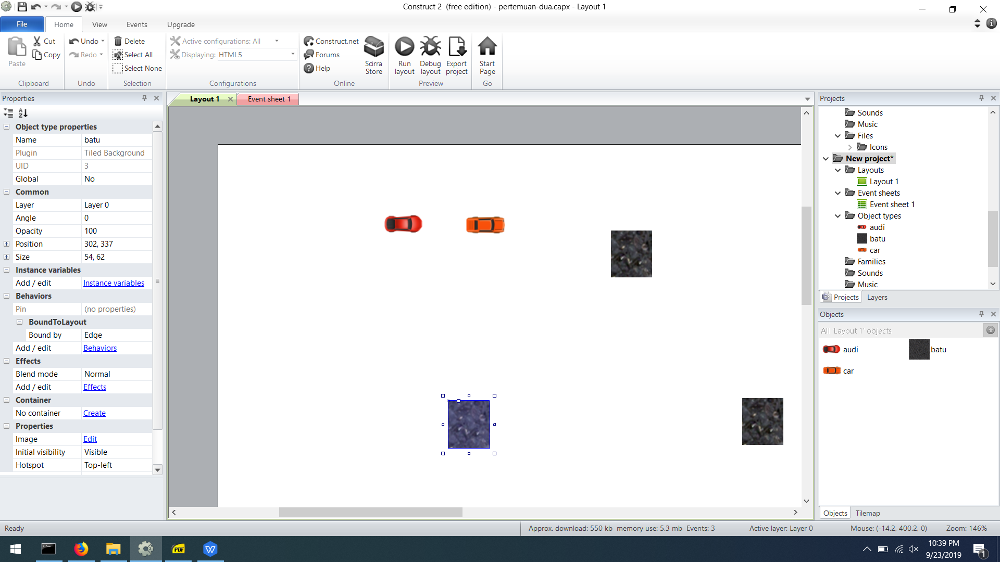 Construct 2 (free edition) - pertemuan-dua.capx - Layout 1
File
Home
View
Events
Upgrade
Paste
Cut
Copy
Clipboard
Undo
Redo
Undo
Delete
Select All
Select None
Selection
Active configurations: All
Displaying: HTML5
Configurations
Construct.net
Forums
Help
Scirra Store
Online
Run layout
Debug layout
Export project
Preview
Start Page
Go
Properties
Object type properties
Name batu
Plugin Tiled Background
UID 3
Global No
Common
Layer Layer 0
Angle 0
Opacity 100
Position 302, 337
Size 54, 62
Instance variables
Add / edit Instance variables
Behaviors
Pin (no properties)
BoundToLayout
Bound by Edge
Add / edit Behaviors
Effects
Blend mode Normal
Add / edit Effects
Container
No container Create
Properties
Image Edit
Initial visibility Visible
Hotspot Top-left
Layout 1
Event sheet 1
Projects
Sounds
Music
Files
Icons
New project*
Layouts
Layout 1
Event sheets
Event sheet 1
Object types
audi
batu
car
Families
Sounds
Music
Projects Layers
Objects
All 'Layout 1' objects
audi
batu
car
Objects Tilemap
Ready
Approx. download: 550 kb memory use: 5.3 mb Events: 3
Active layer: Layer 0
Mouse: (-14.2, 400.2, 0)
Zoom: 146%
PDF
W
10:39 PM
9/23/2019
1